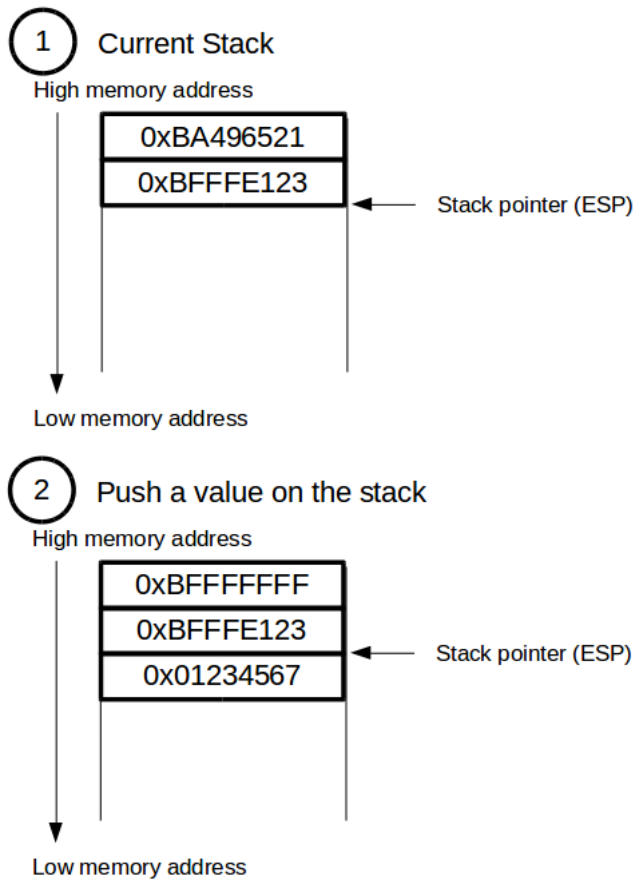 1 Current Stack
High memory address
0xBA496521
0xBFFFE123
Stack pointer (ESP)
Low memory address
2 Push a value on the stack
High memory address
0xBFFFFFFF
0xBFFFE123
Stack pointer (ESP)
0x01234567
Low memory address